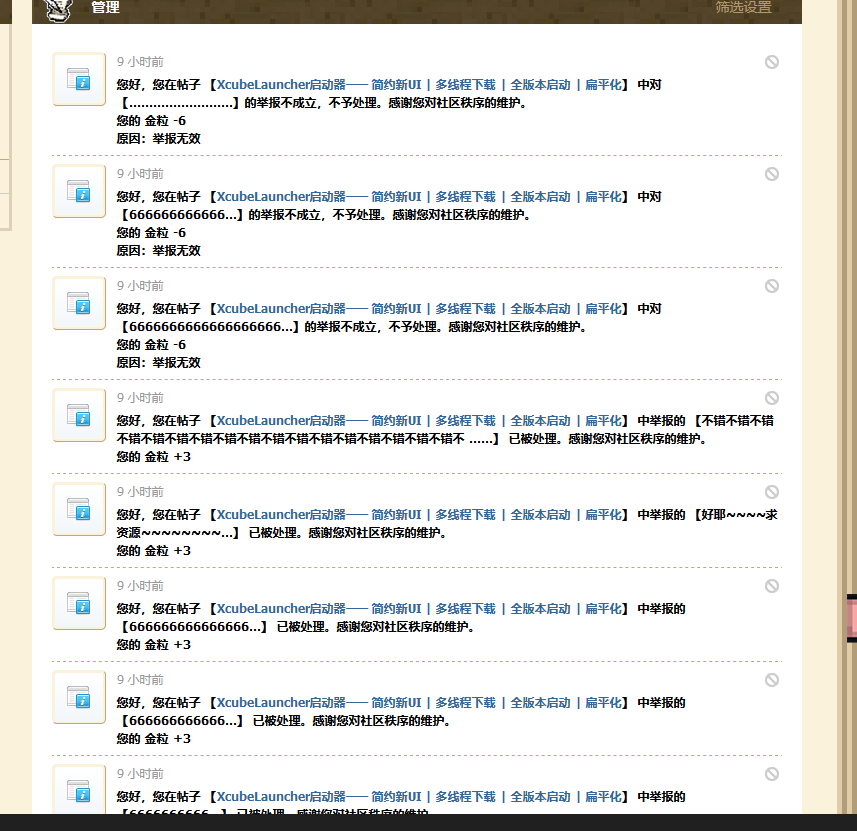 管理
筛选设置
9 小时前
您好，您在帖子 【XcubeLauncher启动器—— 简约新UI | 多线程下载 | 全版本启动 | 扁平化】 中对
【.........................】的举报不成立，不予处理。感谢您对社区秩序的维护。
您的 金粒 -6
原因：举报无效
9 小时前
您好，您在帖子 【XcubeLauncher启动器—— 简约新UI | 多线程下载 | 全版本启动 | 扁平化】 中对
【666666666666...】的举报不成立，不予处理。感谢您对社区秩序的维护。
您的 金粒 -6
原因：举报无效
9 小时前
您好，您在帖子 【XcubeLauncher启动器—— 简约新UI | 多线程下载 | 全版本启动 | 扁平化】 中对
【6666666666666666666...】的举报不成立，不予处理。感谢您对社区秩序的维护。
您的 金粒 -6
原因：举报无效
9 小时前
您好，您在帖子 【XcubeLauncher启动器—— 简约新UI | 多线程下载 | 全版本启动 | 扁平化】 中举报的 【不错不错不错
不错不错不错不错不错不错不错不错不错不错不错不错不错不错 ......】 已被处理。感谢您对社区秩序的维护。
您的 金粒 +3
9 小时前
您好，您在帖子 【XcubeLauncher启动器—— 简约新UI | 多线程下载 | 全版本启动 | 扁平化】 中举报的 【好耶~~~~求
资源~~~~~~~~...】 已被处理。感谢您对社区秩序的维护。
您的 金粒 +3
9 小时前
您好，您在帖子 【XcubeLauncher启动器—— 简约新UI | 多线程下载 | 全版本启动 | 扁平化】 中举报的
【666666666666666...】 已被处理。感谢您对社区秩序的维护。
您的 金粒 +3
9 小时前
您好，您在帖子 【XcubeLauncher启动器—— 简约新UI | 多线程下载 | 全版本启动 | 扁平化】 中举报的
【666666666666...】 已被处理。感谢您对社区秩序的维护。
您的 金粒 +3
9 小时前
您好，您在帖子 【XcubeLauncher启动器—— 简约新UI | 多线程下载 | 全版本启动 | 扁平化】 中举报的
【6666666666...】 已被处理。感谢您对社区秩序的维护。